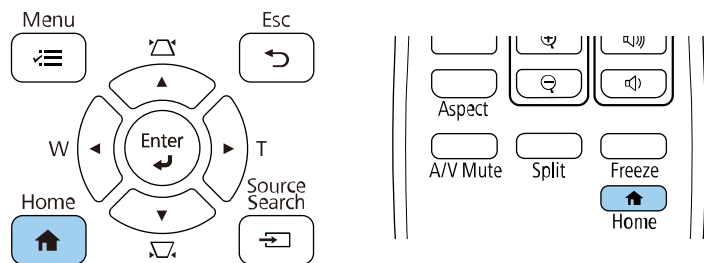 Menu
Esc
W
Enter
T
Home
Source
Search
Aspect
A/V Mute
Split
Freeze
Home